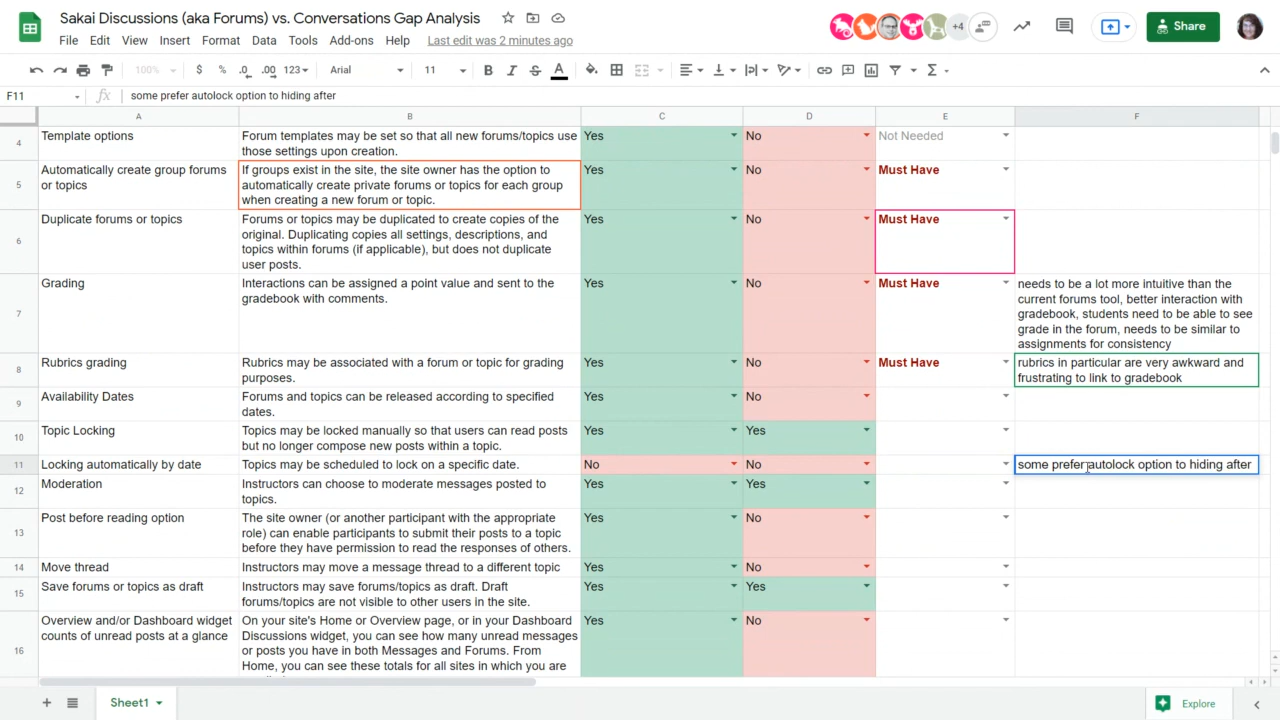 Sakai Discussions (aka Forums) vs. Conversations Gap Analysis
File Edit View Insert Format Data Tools Add-ons Help Last edit was 2 minutes ago
+4
Share
100% $ % .0 .00 123 Arial 11 B I S A
F11 fx some prefer autolock option to hiding after
A B C D E F
4 Template options
Forum templates may be set so that all new forums/topics use
those settings upon creation.
Yes No Not Needed
5 Automatically create group forums
or topics
If groups exist in the site, the site owner has the option to
automatically create private forums or topics for each group
when creating a new forum or topic.
Yes No Must Have
6 Duplicate forums or topics
Forums or topics may be duplicated to create copies of the
original. Duplicating copies all settings, descriptions, and
topics within forums (if applicable), but does not duplicate
user posts.
Yes No Must Have
7 Grading
Interactions can be assigned a point value and sent to the
gradebook with comments.
Yes No Must Have
needs to be a lot more intuitive than the
current forums tool, better interaction with
gradebook, students need to be able to see
grade in the forum, needs to be similar to
assignments for consistency
8 Rubrics grading
Rubrics may be associated with a forum or topic for grading
purposes.
Yes No Must Have
rubrics in particular are very awkward and
frustrating to link to gradebook
9 Availability Dates
Forums and topics can be released according to specified
dates.
Yes No
10 Topic Locking
Topics may be locked manually so that users can read posts
but no longer compose new posts within a topic.
Yes Yes
11 Locking automatically by date
Topics may be scheduled to lock on a specific date.
No No
some prefer autolock option to hiding after
12 Moderation
Instructors can choose to moderate messages posted to
topics.
Yes Yes
13 Post before reading option
The site owner (or another participant with the appropriate
role) can enable participants to submit their posts to a topic
before they have permission to read the responses of others.
Yes No
14 Move thread
Instructors may move a message thread to a different topic
Yes No
15 Save forums or topics as draft
Instructors may save forums/topics as draft. Draft
forums/topics are not visible to other users in the site.
Yes Yes
16 Overview and/or Dashboard widget
counts of unread posts at a glance
On your site's Home or Overview page, or in your Dashboard
Discussions widget, you can see how many unread messages
or posts you have in both Messages and Forums. From
Home, you can see these totals for all sites in which you are
Yes No
Sheet1
Explore